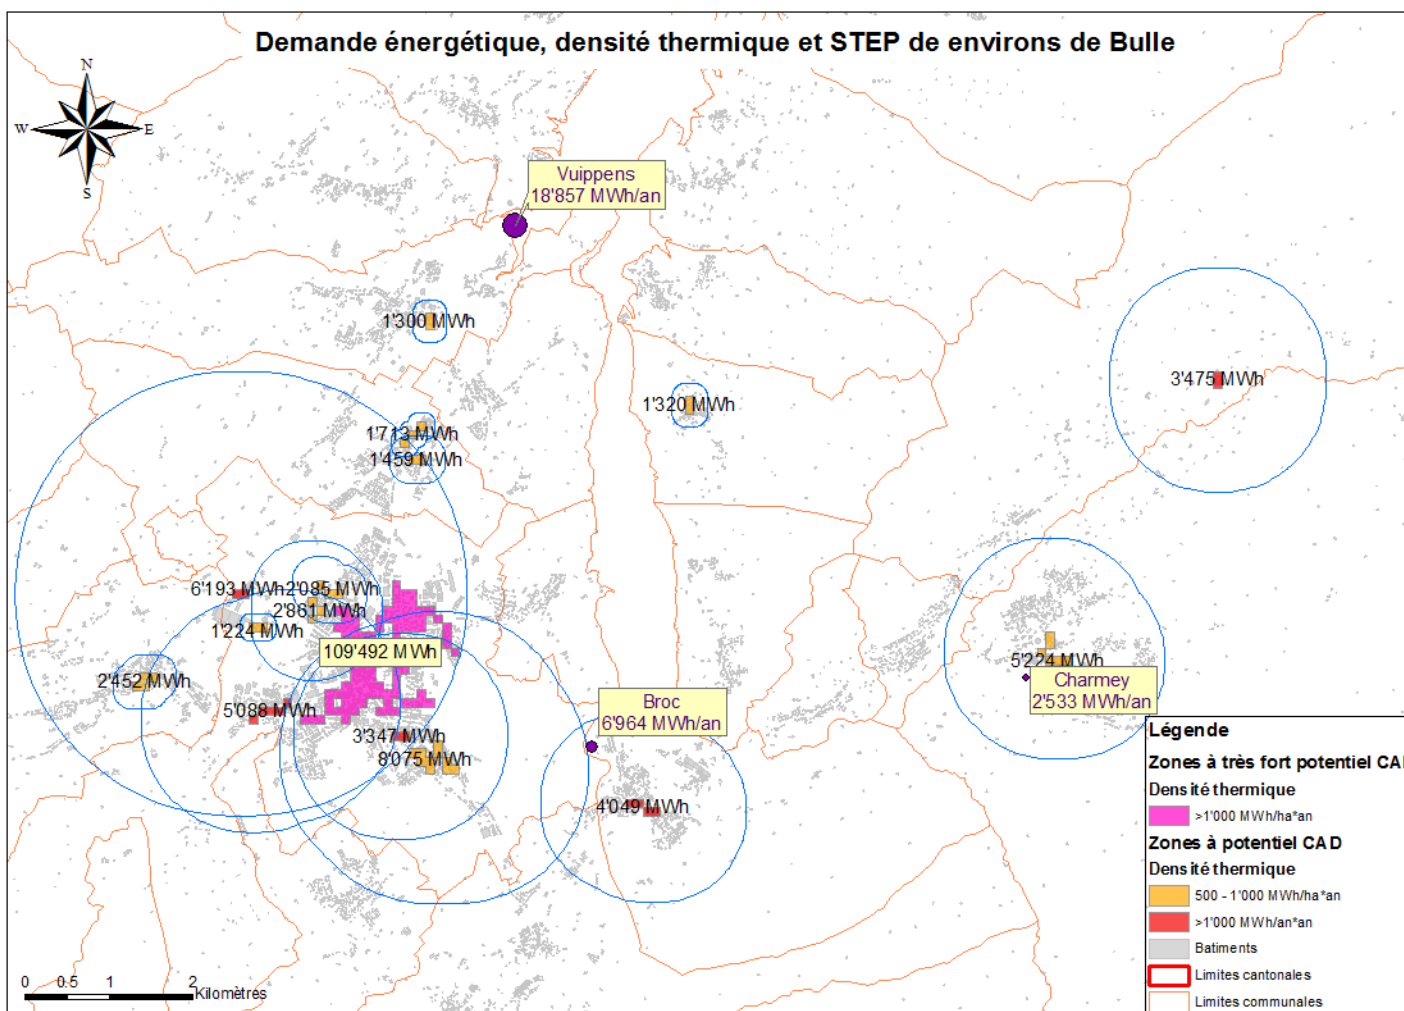 Demande énergétique, densité thermique et STEP de environs de Bulle
N
W
E
S
Vuippens
18'857 MWh/an
1'300 MWh
3'475 MWh
1'320 MWh
1'713 MWh
1'459 MWh
6'193 MWh
2'085 MWh
2'861 MWh
1'224 MWh
109'492 MWh
5'224 MWh
2'452 MWh
Charmey
2'533 MWh/an
Broc
6'964 MWh/an
5'088 MWh
3'347 MWh
8'075 MWh
4'049 MWh
Légende
Zones à très fort potentiel CAD
Densité thermique
>1'000 MWh/ha*an
Zones à potentiel CAD
Densité thermique
500 - 1'000 MWh/ha*an
>1'000 MWh/an*an
Batiments
Limites cantonales
Limites communales
0 0.5 1 2
Kilomètres